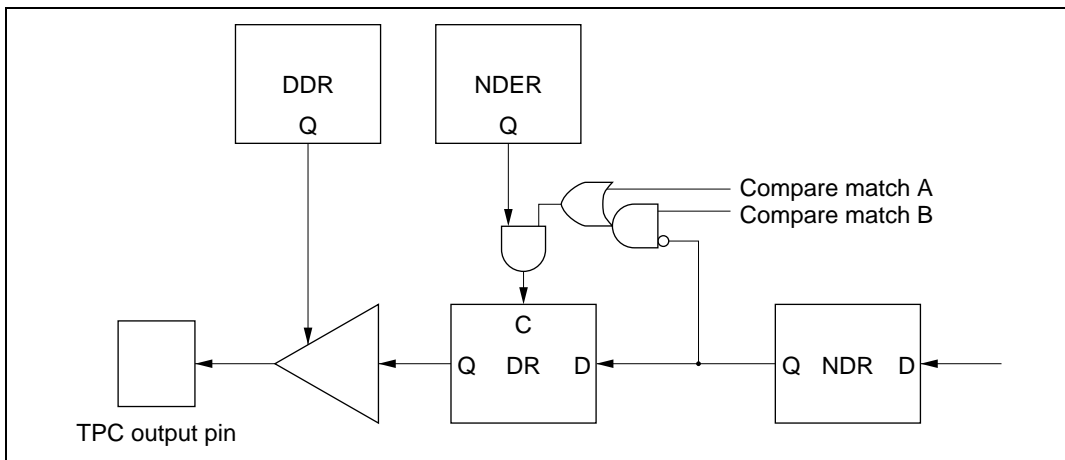 DDR
Q
NDER
Q
Compare match A
Compare match B
C
Q DR D
Q NDR D
TPC output pin